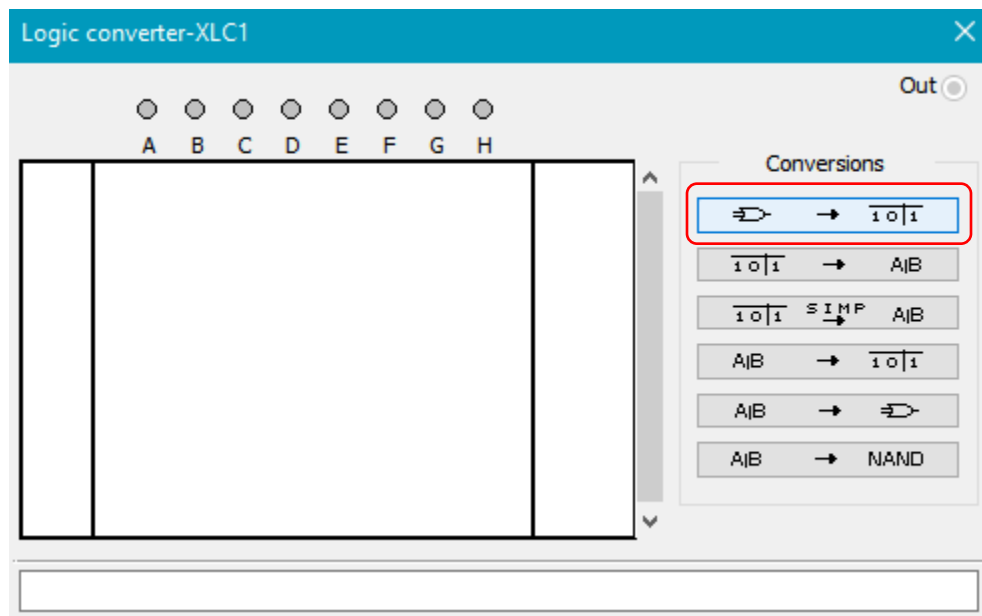 Logic converter-XLC1
Out
A B C D E F G H
Conversions
→ 1 0 1
1 0 1 → A|B
1 0 1 SIMP → A|B
A|B → 1 0 1
A|B →
A|B → NAND